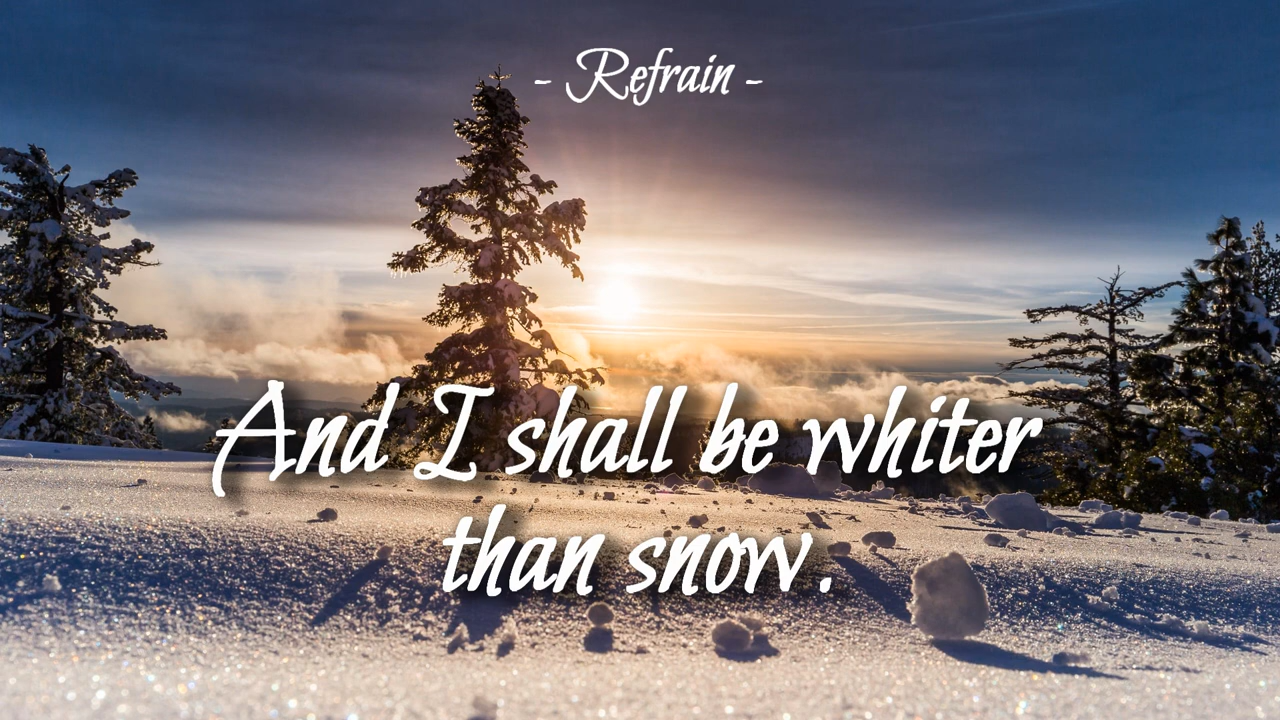 - Refrain -
And I shall be whiter
than snow.